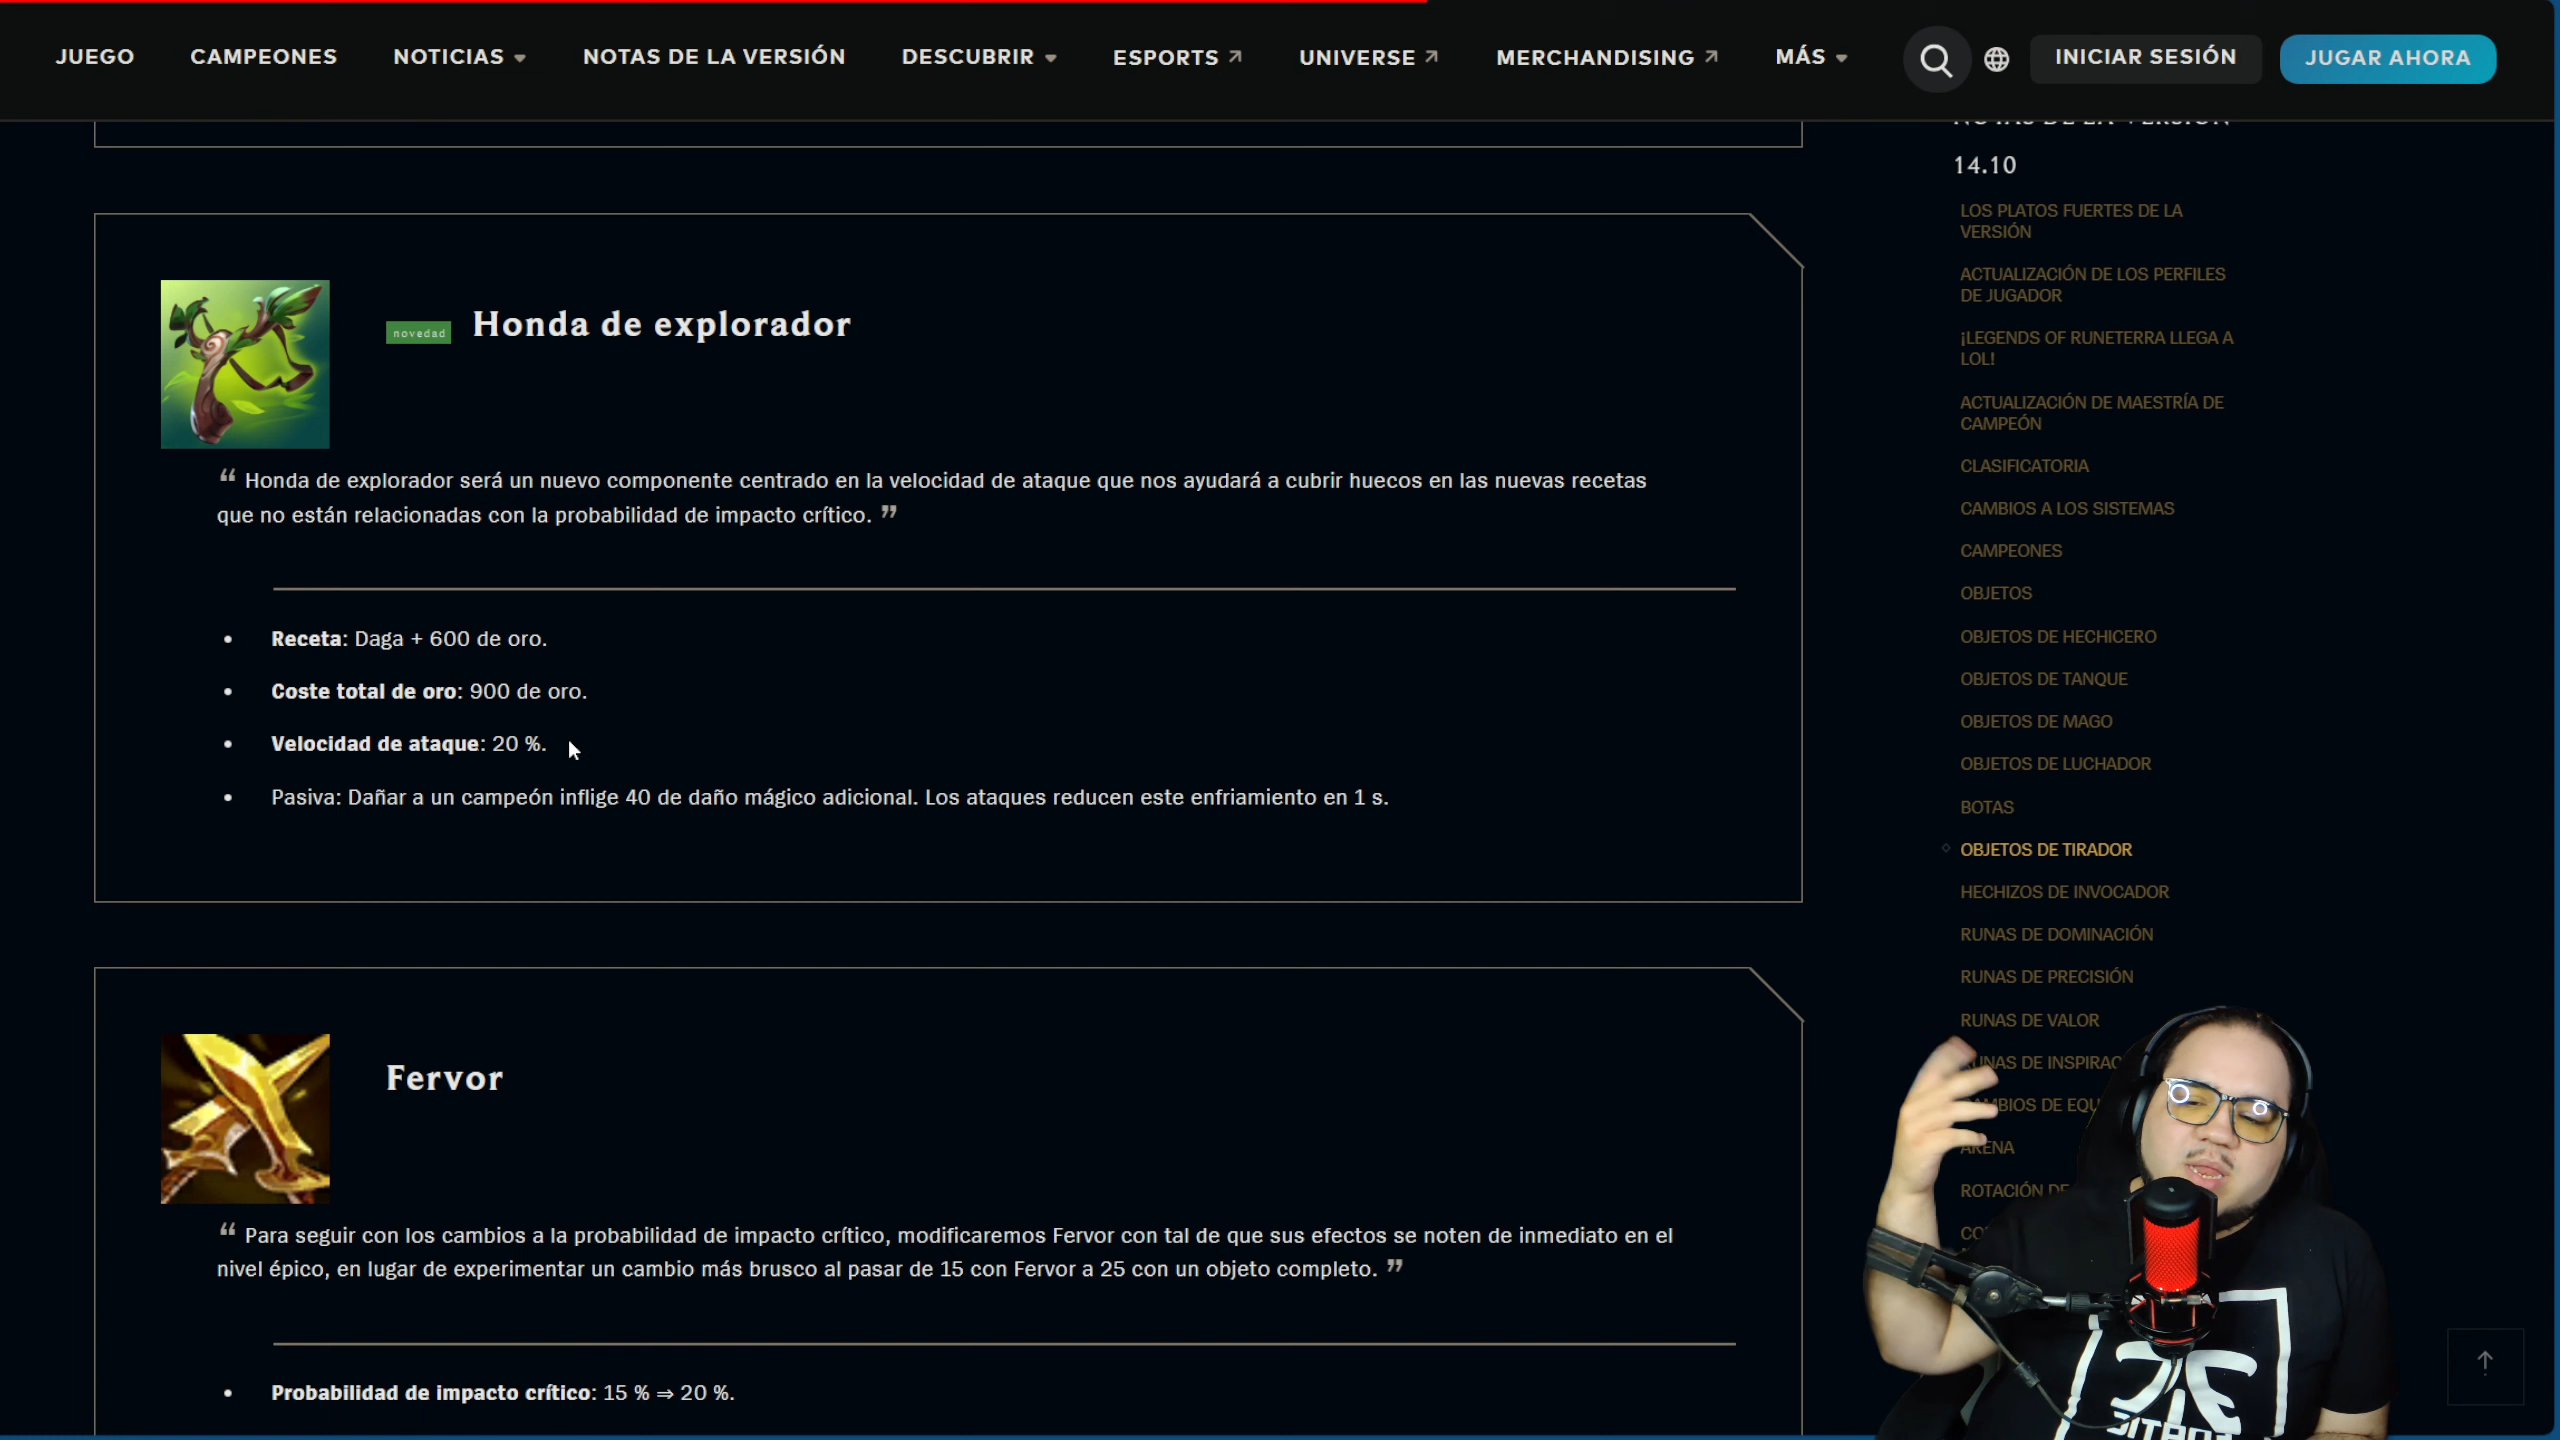 JUEGO CAMPEONES NOTICIAS NOTAS DE LA VERSIÓN DESCUBRIR ESPORTS UNIVERSE MERCHANDISING MÁS INICIAR SESIÓN JUGAR AHORA
novedad Honda de explorador
“ Honda de explorador será un nuevo componente centrado en la velocidad de ataque que nos ayudará a cubrir huecos en las nuevas recetas
que no están relacionadas con la probabilidad de impacto crítico. ”
• Receta: Daga + 600 de oro.
• Coste total de oro: 900 de oro.
• Velocidad de ataque: 20 %.
• Pasiva: Dañar a un campeón inflige 40 de daño mágico adicional. Los ataques reducen este enfriamiento en 1 s.
Fervor
“ Para seguir con los cambios a la probabilidad de impacto crítico, modificaremos Fervor con tal de que sus efectos se noten de inmediato en el
nivel épico, en lugar de experimentar un cambio más brusco al pasar de 15 con Fervor a 25 con un objeto completo. ”
• Probabilidad de impacto crítico: 15 % ⇒ 20 %.
NOTAS DE LA VERSIÓN
14.10
LOS PLATOS FUERTES DE LA
VERSIÓN
ACTUALIZACIÓN DE LOS PERFILES
DE JUGADOR
¡LEGENDS OF RUNETERRA LLEGA A
LOL!
ACTUALIZACIÓN DE MAESTRÍA DE
CAMPEÓN
CLASIFICATORIA
CAMBIOS A LOS SISTEMAS
CAMPEONES
OBJETOS
OBJETOS DE HECHICERO
OBJETOS DE TANQUE
OBJETOS DE MAGO
OBJETOS DE LUCHADOR
BOTAS
OBJETOS DE TIRADOR
HECHIZOS DE INVOCADOR
RUNAS DE DOMINACIÓN
RUNAS DE PRECISIÓN
RUNAS DE VALOR
DE
DE
ARENA
ROTACIÓN DE